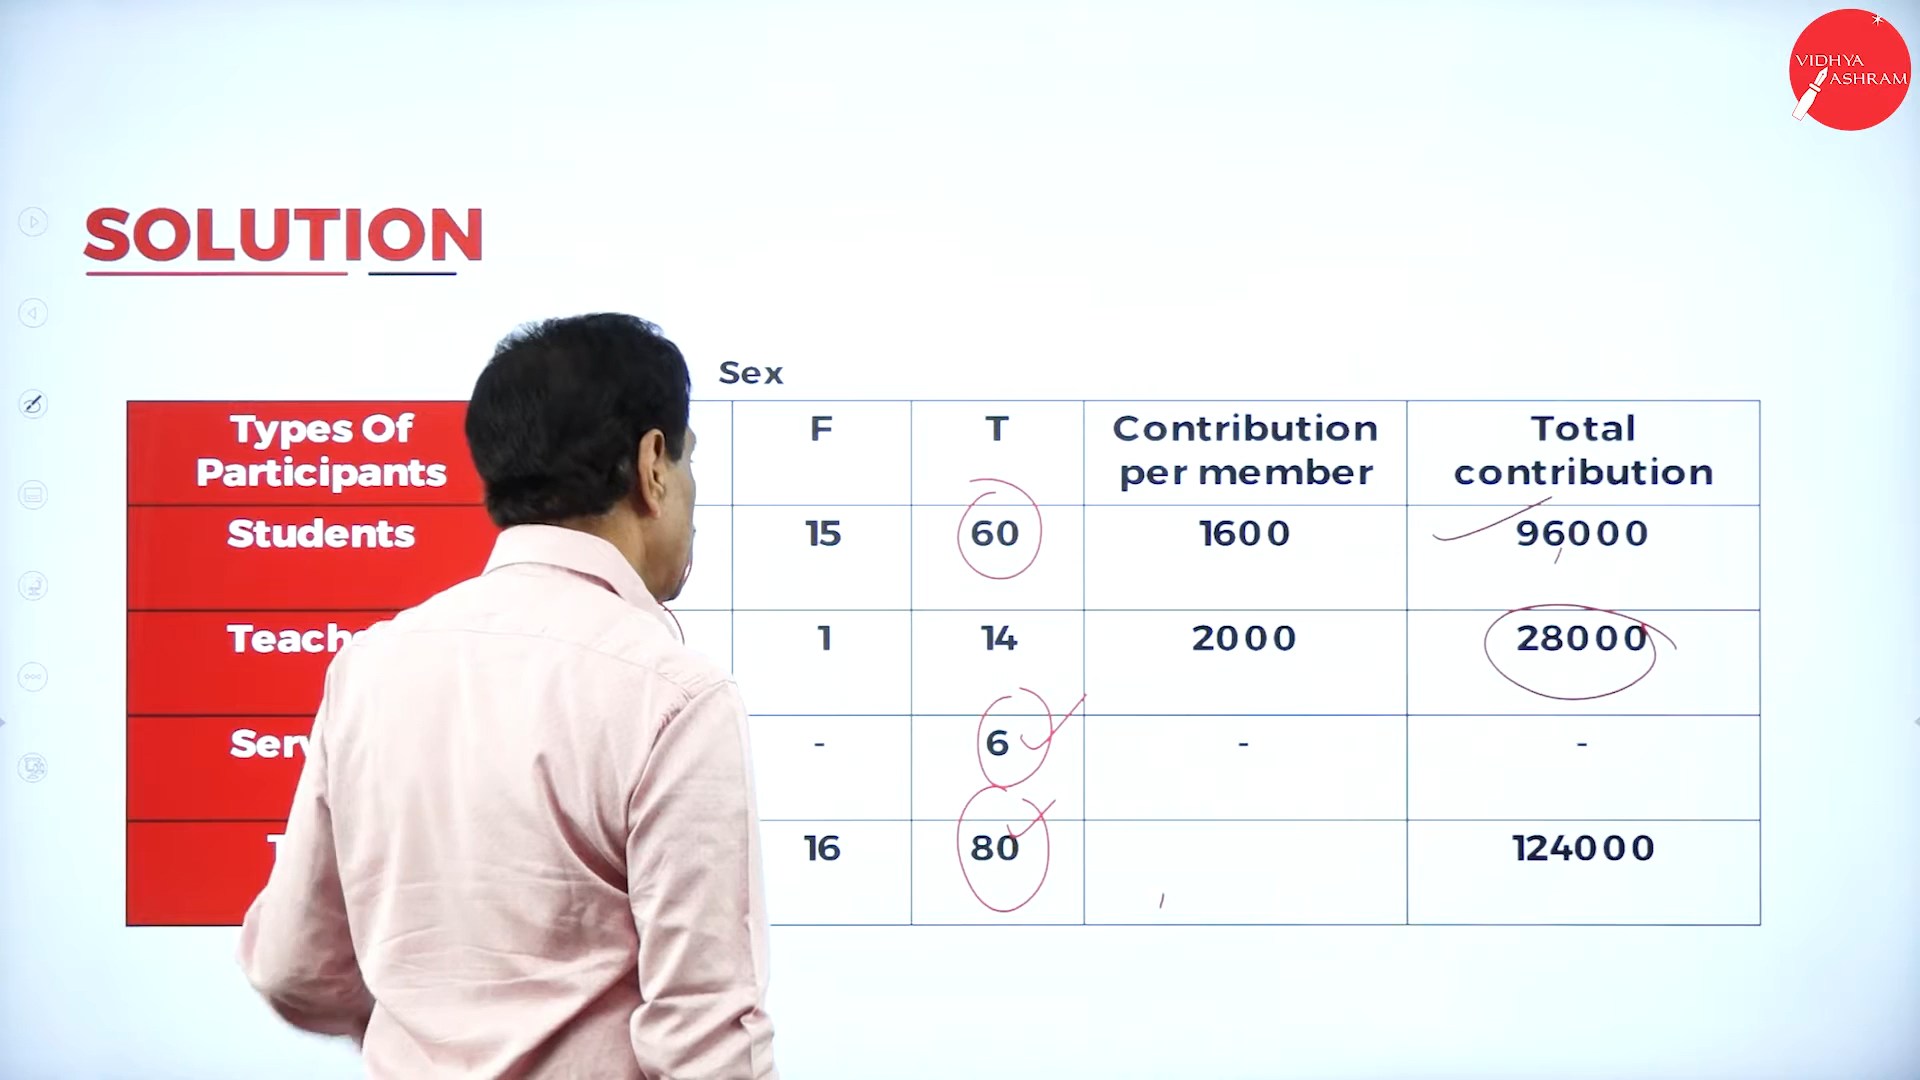 VIDHYA
ASHRAM
SOLUTION
Sex
Types Of F T Contribution Total
Participants per member contribution
Students 15 60 1600 96000
1 14 2000 28000
- 6 - -
16 80 124000